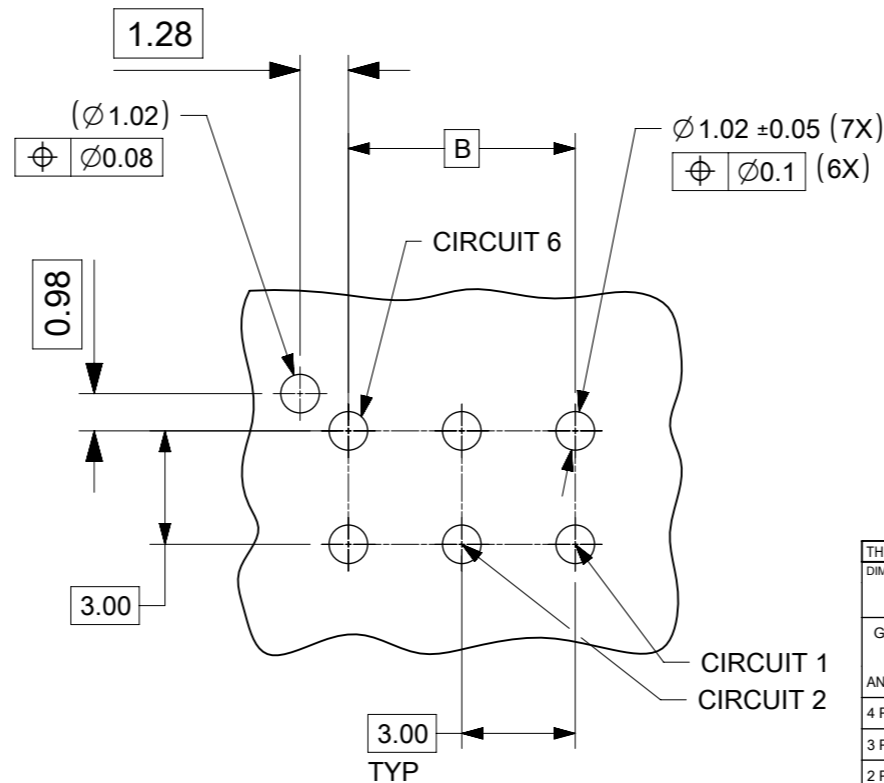 1.28
(∅1.02)
⌖ ∅0.08
B
∅1.02 ±0.05 (7X)
⌖ ∅0.1 (6X)
CIRCUIT 6
0.98
3.00
CIRCUIT 1
CIRCUIT 2
3.00
TYP
TH
DIM
G
AN
4 P
3 P
2 P